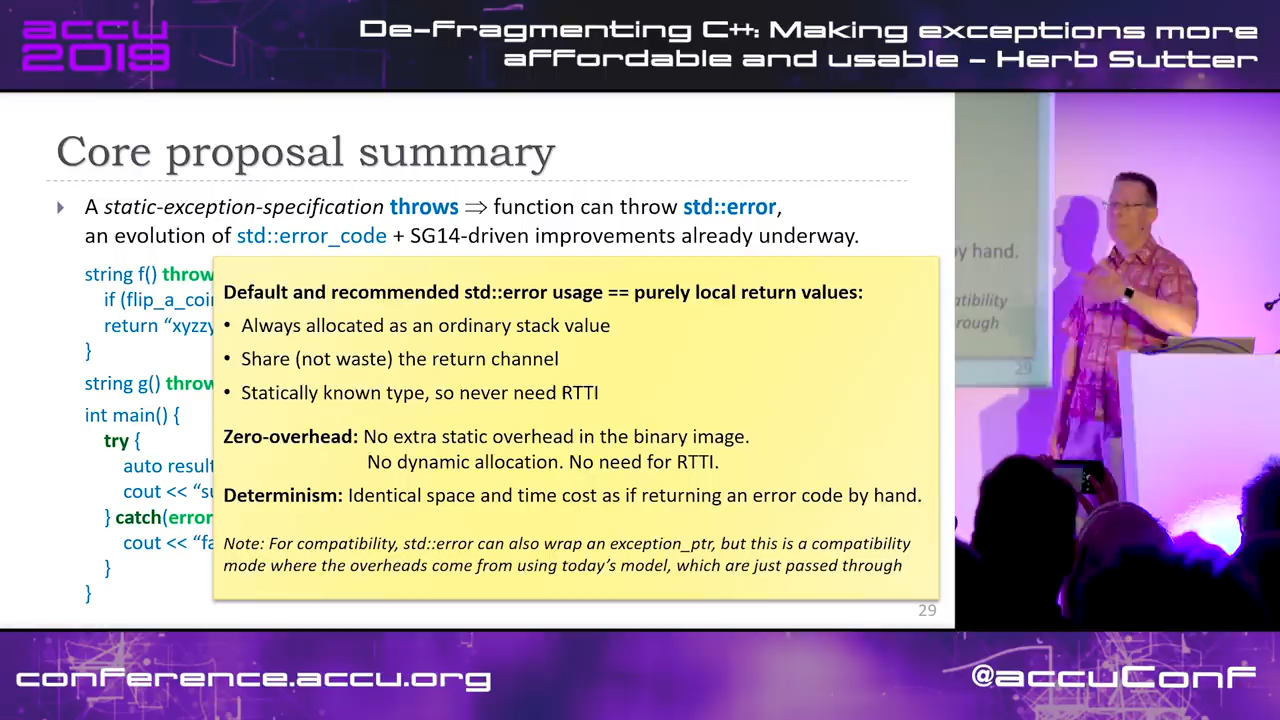 accu
2019
De-Fragmenting C++: Making exceptions more
affordable and usable - Herb Sutter
Core proposal summary
A static-exception-specification throws ⇒ function can throw std::error,
an evolution of std::error_code + SG14-driven improvements already underway.
string f() throw
if (flip_a_coi
return “xyzzy
}
string g() throw
int main() {
try {
auto result
cout << “su
} catch(error
cout << “fa
}
}
Default and recommended std::error usage == purely local return values:
• Always allocated as an ordinary stack value
• Share (not waste) the return channel
• Statically known type, so never need RTTI
Zero-overhead: No extra static overhead in the binary image.
No dynamic allocation. No need for RTTI.
Determinism: Identical space and time cost as if returning an error code by hand.
Note: For compatibility, std::error can also wrap an exception_ptr, but this is a compatibility
mode where the overheads come from using today’s model, which are just passed through
29
by hand.
atibility
rough
29
conference.accu.org
@accuConf